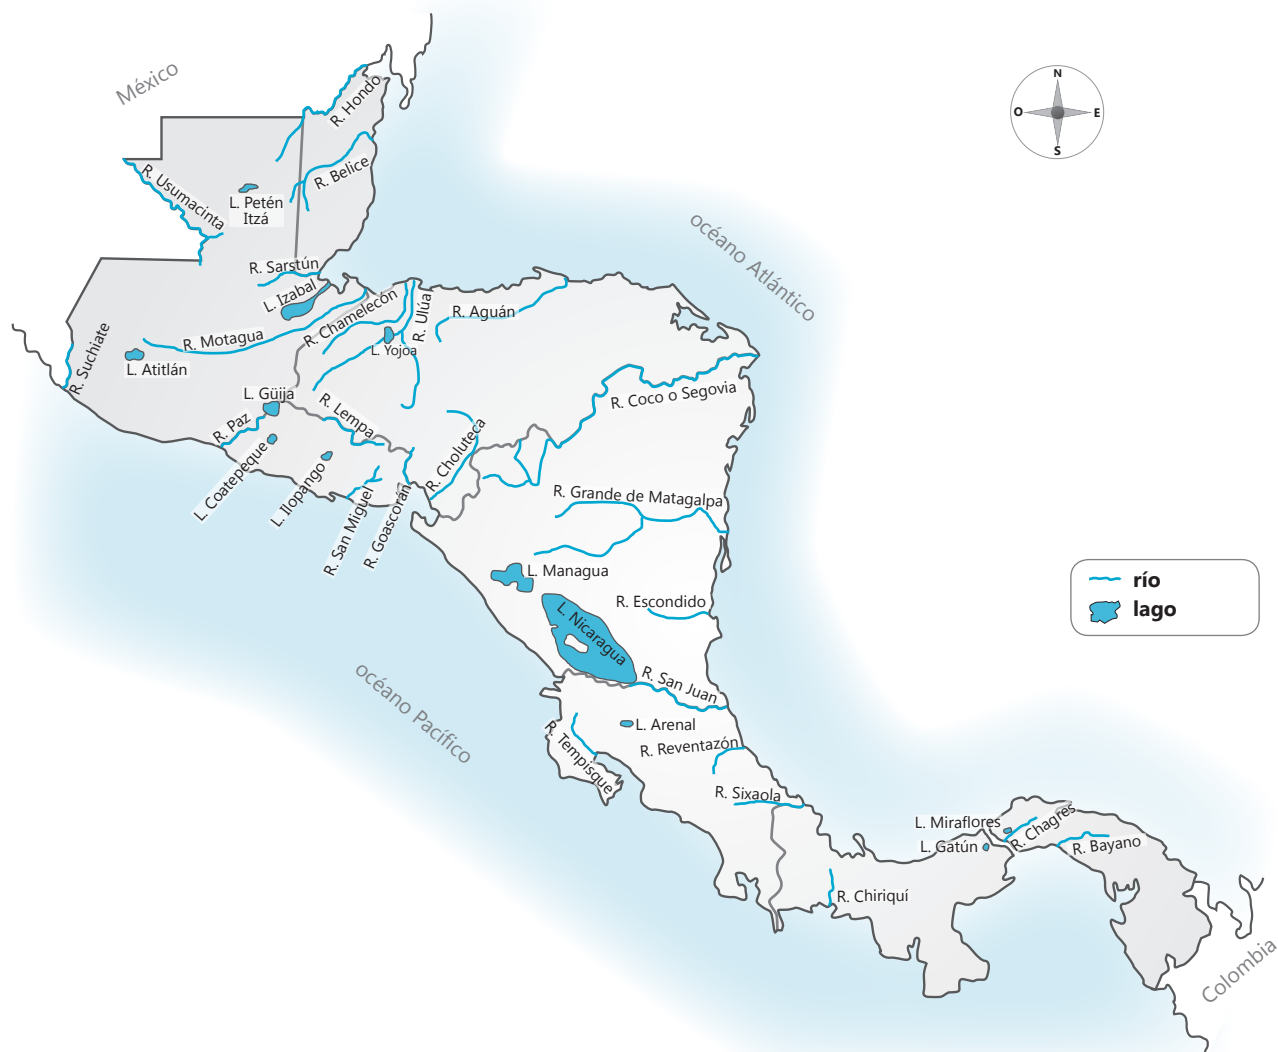 México
N
O
E
S
R. Hondo
R. Belice
R. Usumacinta
L. Petén
Itzá
océano Atlántico
R. Sarstún
L. Izabal
R. Chamelecón
R. Ulúa
R. Aguán
R. Motagua
R. Suchiate
L. Yojoa
L. Atitlán
L. Güija
R. Lempa
R. Coco o Segovia
R. Paz
R. Choluteca
L. Coatepeque
L. Ilopango
R. San Miguel
R. Goascorán
R. Grande de Matagalpa
L. Managua
río
R. Escondido
lago
L. Nicaragua
océano Pacífico
R. San Juan
L. Arenal
R. Tempisque
R. Reventazón
R. Sixaola
L. Miraflores
R. Chagres
L. Gatún
R. Bayano
R. Chiriquí
Colombia